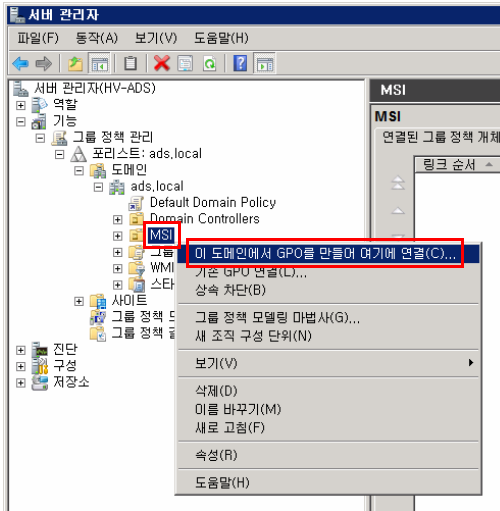 서버 관리자
파일(F) 동작(A) 보기(V) 도움말(H)
서버 관리자(HV-ADS)
역할
기능
그룹 정책 관리
포리스트: ads.local
도메인
ads.local
Default Domain Policy
Domain Controllers
MSI
그룹
WMI
사이트
그룹 정책
그룹 정책
진단
구성
저장소
MSI
MSI
연결된 그룹 정책 개체
링크 순서
이 도메인에서 GPO를 만들어 여기에 연결(C)...
기존 GPO 연결(L)...
상속 차단(B)
그룹 정책 모델링 마법사(G)...
새 조직 구성 단위(N)
보기(V)
삭제(D)
이름 바꾸기(M)
새로 고침(F)
속성(R)
도움말(H)